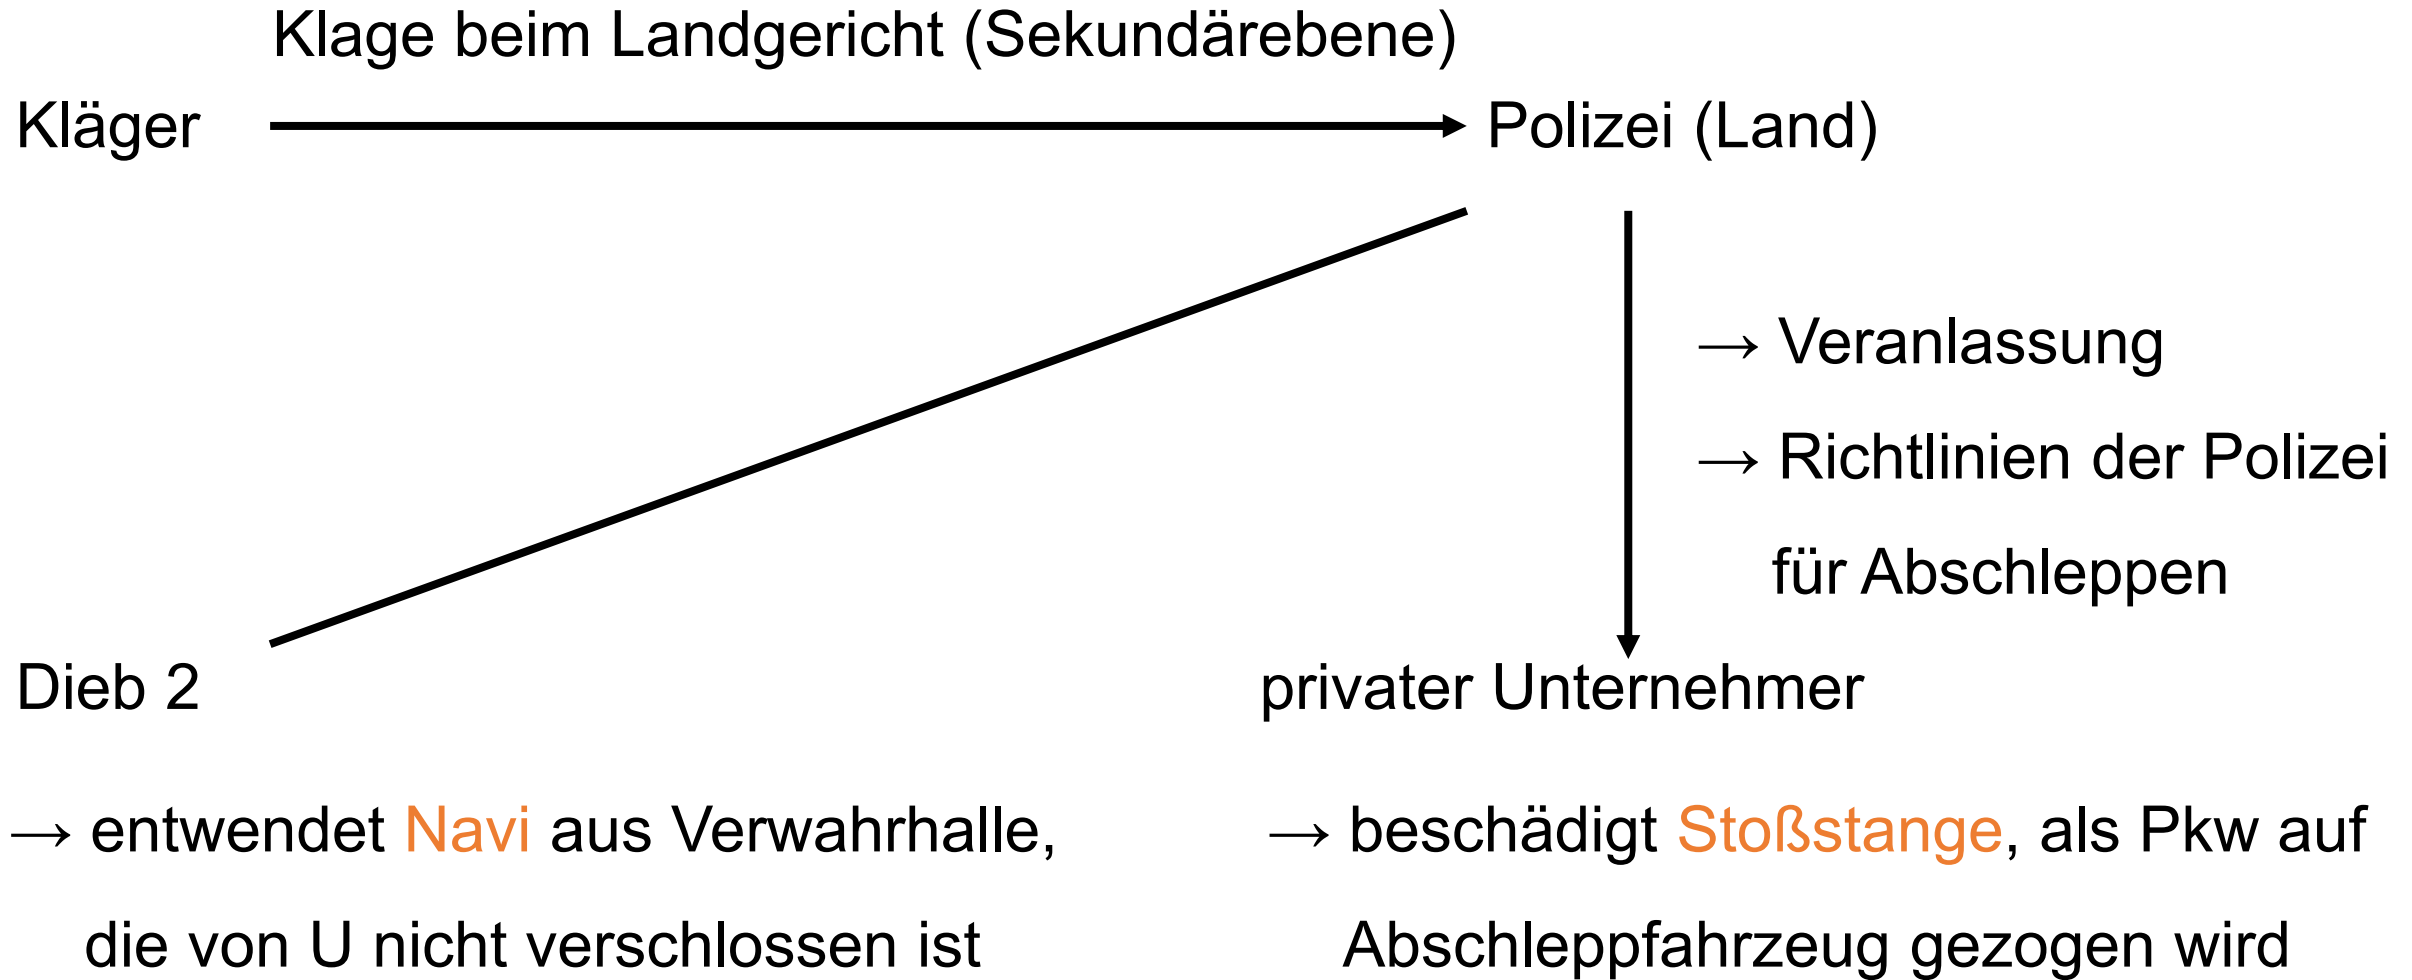 Klage beim Landgericht (Sekundärebene)
Kläger
Polizei (Land)
→ Veranlassung
→ Richtlinien der Polizei
für Abschleppen
Dieb 2
privater Unternehmer
→ entwendet Navi aus Verwahrhalle,
die von U nicht verschlossen ist
→ beschädigt Stoßstange, als Pkw auf
Abschleppfahrzeug gezogen wird